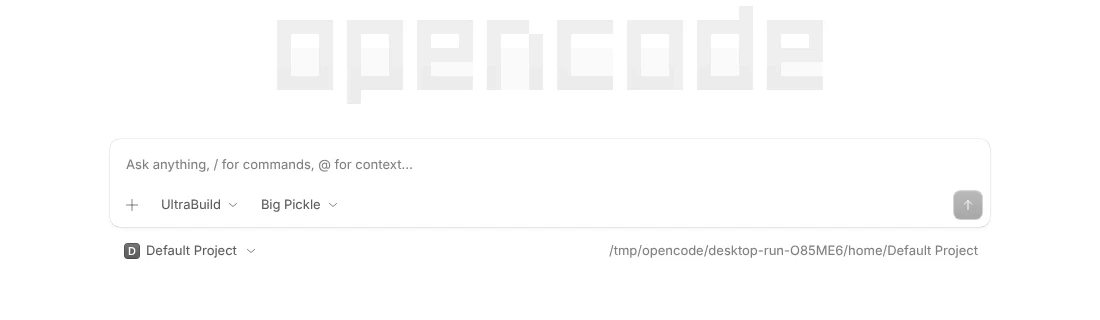 opencode
Ask anything, / for commands, @ for context...
UltraBuild Big Pickle
D Default Project /tmp/opencode/desktop-run-O85ME6/home/Default Project